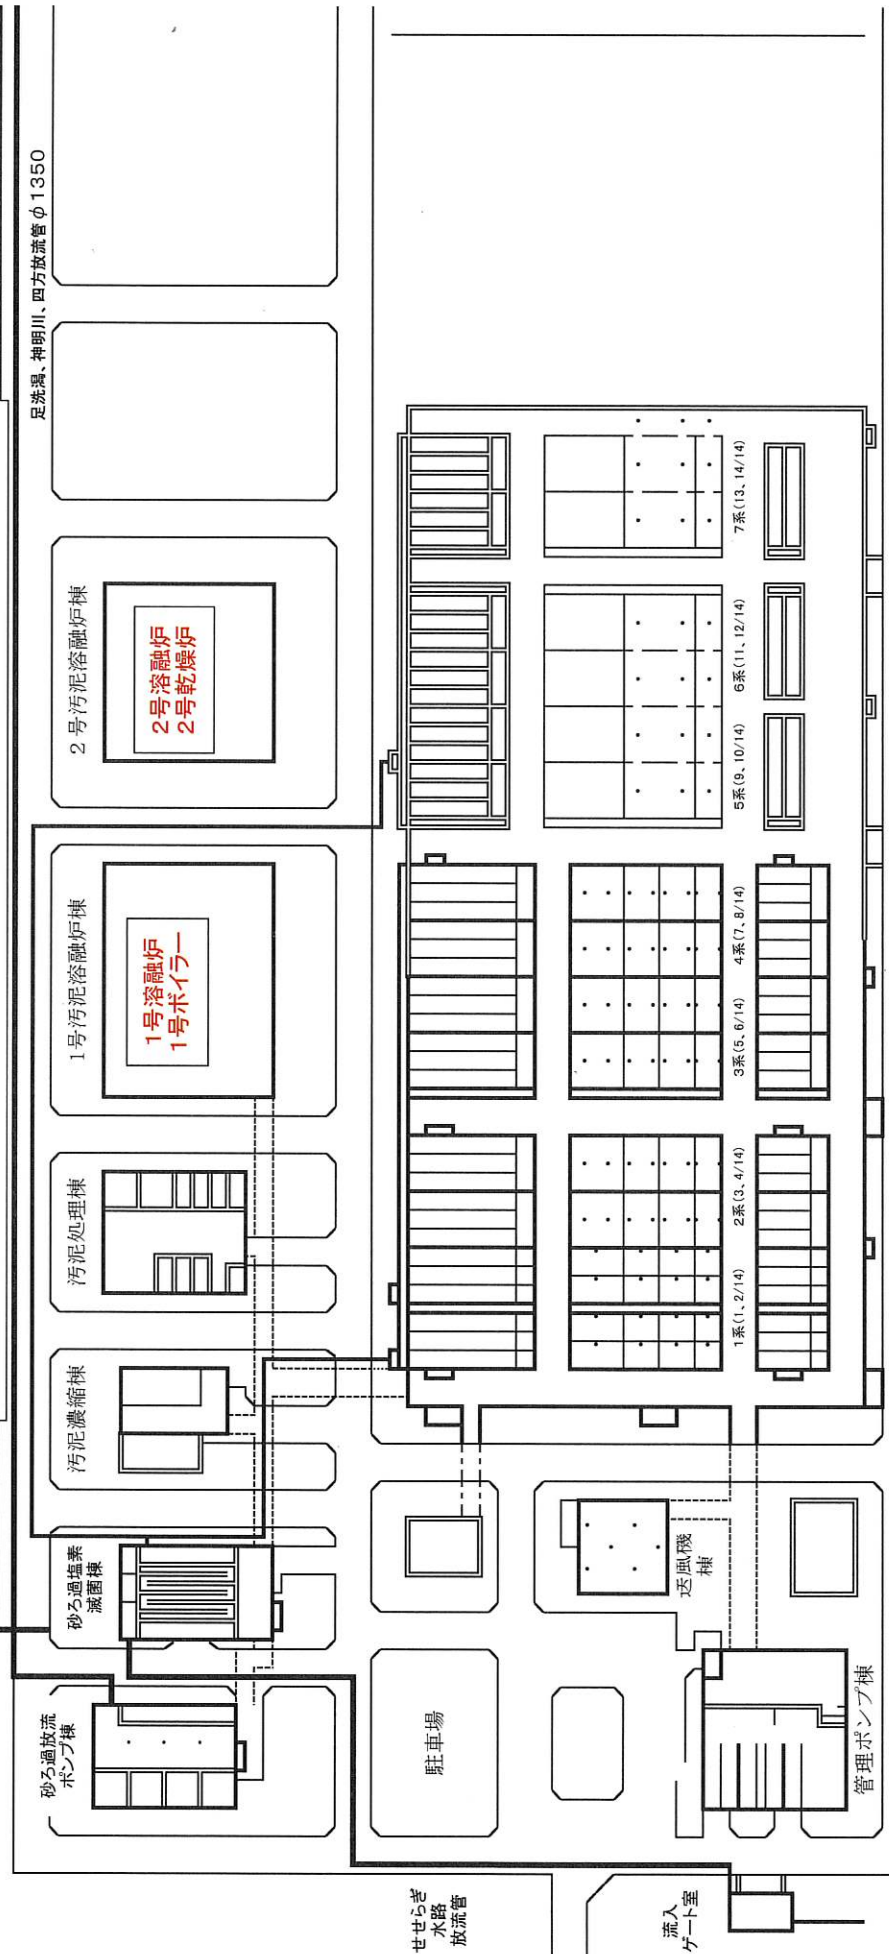 足洗潟、神明川、四方放流管φ1350
2号汚泥溶融炉棟
2号溶融炉
2号乾燥炉
1号汚泥溶融炉棟
1号溶融炉
1号ボイラー
汚泥処理棟
汚泥濃縮棟
砂ろ過塩素
滅菌棟
砂ろ過放流
ポンプ棟
7系(13、14/14)
6系(11、12/14)
5系(9、10/14)
4系(7、8/14)
3系(5、6/14)
2系(3、4/14)
1系(1、2/14)
送風機
棟
駐車場
管理ポンプ棟
せせらぎ
水路
放流管
流入
ゲート室